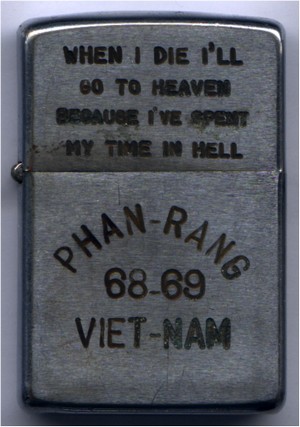 WHEN I DIE I'LL
GO TO HEAVEN
BECAUSE I'VE SPENT
MY TIME IN HELL
PHAN-RANG
68-69
VIET-NAM